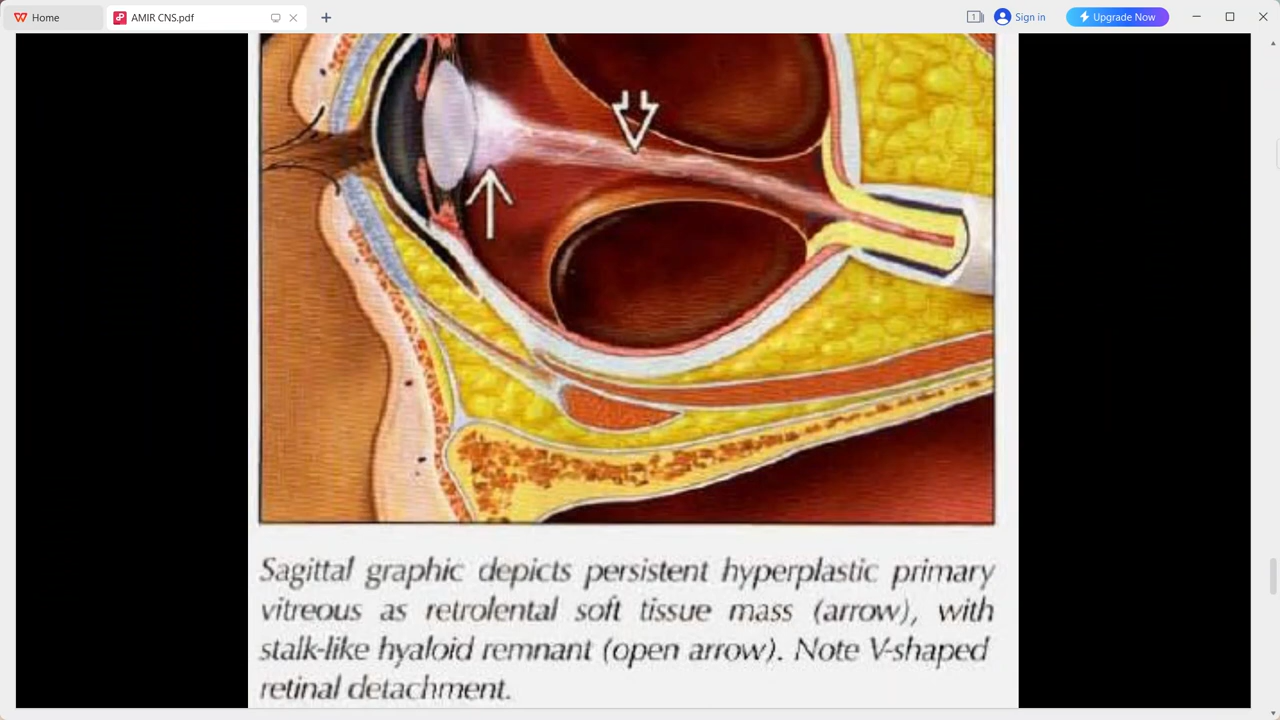 Home
AMIR CNS.pdf
1
Sign in
Upgrade Now
Sagittal graphic depicts persistent hyperplastic primary
vitreous as retrolental soft tissue mass (arrow), with
stalk-like hyaloid remnant (open arrow). Note V-shaped
retinal detachment.